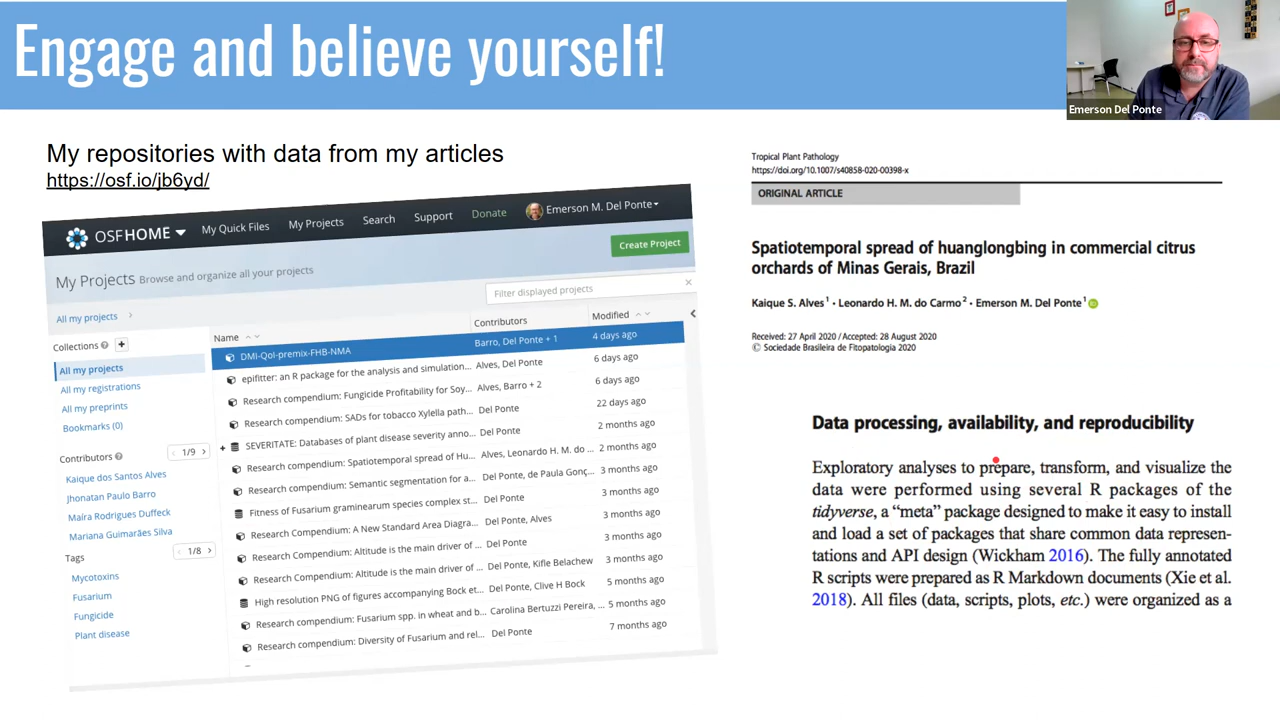 Engage and believe yourself!
Emerson Del Ponte
My repositories with data from my articles
https://osf.io/jb6yd/
OSFHOME My Quick Files My Projects Search Support Donate Emerson M. Del Ponte
My Projects Browse and organize all your projects
Create Project
Filter displayed projects
All my projects
Collections
Name Contributors Modified
All my projects
All my registrations
All my preprints
Bookmarks (0)
Contributors 1/9
Kaique dos Santos Alves
Jhonatan Paulo Barro
Maíra Rodrigues Duffeck
Mariana Guimarães Silva
Tags 1/8
Mycotoxins
Fusarium
Fungicide
Plant disease
DMI-QoI-premix-FHB-NMA Barro, Del Ponte + 1 4 days ago
epifitter: an R package for the analysis and simulation... Alves, Del Ponte 6 days ago
Research compendium: Fungicide Profitability for Soy... Alves, Barro + 2 6 days ago
Research compendium: SADs for tobacco Xylella path... Del Ponte 22 days ago
SEVERITATE: Databases of plant disease severity anno... Del Ponte 2 months ago
Research compendium: Spatiotemporal spread of Hu... Alves, Leonardo H. M. do ... 2 months ago
Research compendium: Semantic segmentation for a... Del Ponte, de Paula Gonç... 3 months ago
Fitness of Fusarium graminearum species complex st... Del Ponte 3 months ago
Research Compendium: A New Standard Area Diagra... Del Ponte, Alves 3 months ago
Research Compendium: Altitude is the main driver of ... Del Ponte 3 months ago
Research Compendium: Altitude is the main driver of ... Del Ponte, Kifle Belachew 3 months ago
High resolution PNG of figures accompanying Bock et... Del Ponte, Clive H Bock 5 months ago
Research compendium: Fusarium spp. in wheat and b... Carolina Bertuzzi Pereira, ... 5 months ago
Research compendium: Diversity of Fusarium and rel... Del Ponte 7 months ago
Tropical Plant Pathology
https://doi.org/10.1007/s40858-020-00398-x
ORIGINAL ARTICLE
Spatiotemporal spread of huanglongbing in commercial citrus
orchards of Minas Gerais, Brazil
Kaique S. Alves 1 • Leonardo H. M. do Carmo 2 • Emerson M. Del Ponte 1
Received: 27 April 2020 / Accepted: 28 August 2020
© Sociedade Brasileira de Fitopatologia 2020
Data processing, availability, and reproducibility
Exploratory analyses to prepare, transform, and visualize the
data were performed using several R packages of the
tidyverse, a “meta” package designed to make it easy to install
and load a set of packages that share common data represen-
tations and API design (Wickham 2016). The fully annotated
R scripts were prepared as R Markdown documents (Xie et al.
2018). All files (data, scripts, plots, etc.) were organized as a